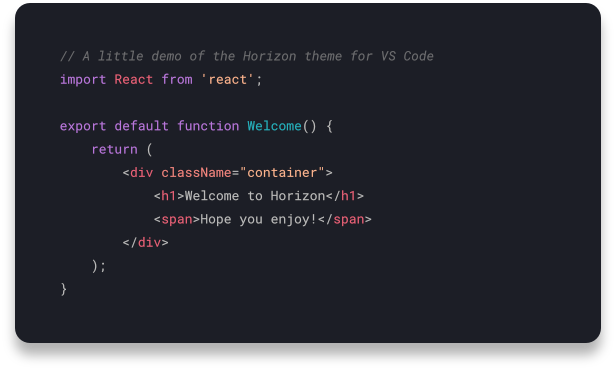 // A little demo of the Horizon theme for VS Code
import React from 'react';

export default function Welcome() {
    return (
        <div className="container">
            <h1>Welcome to Horizon</h1>
            <span>Hope you enjoy!</span>
        </div>
    );
}